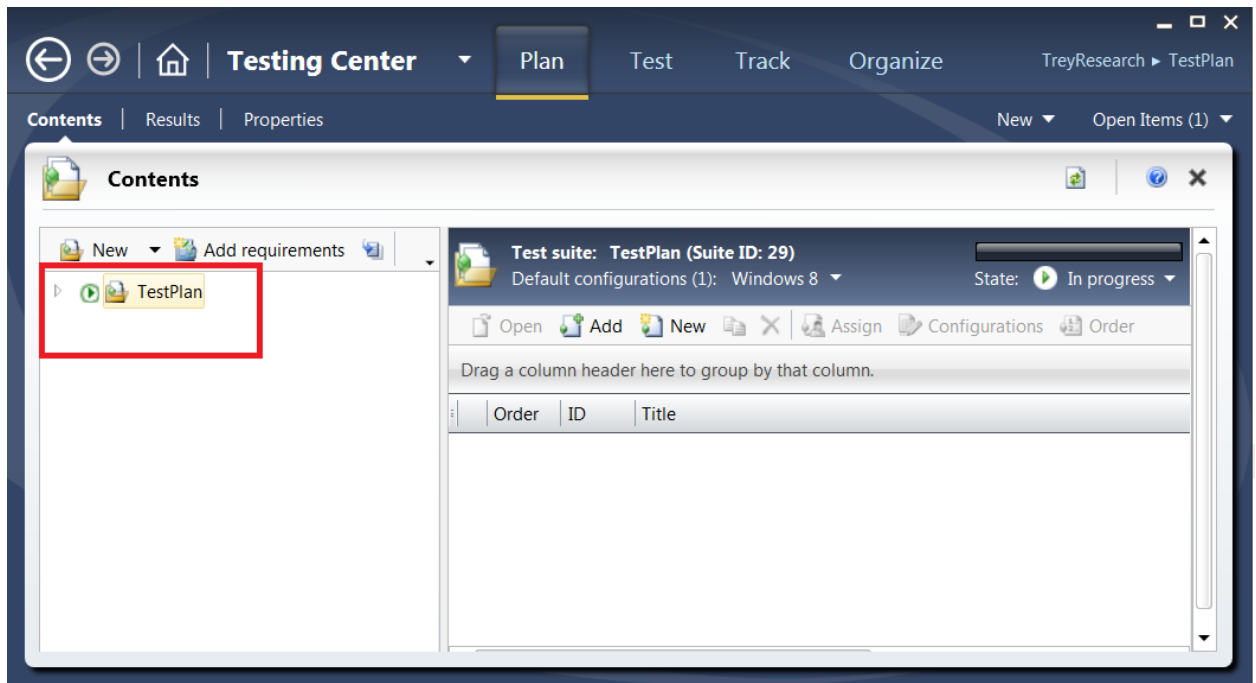 Testing Center Plan Test Track Organize TreyResearch ▸ TestPlan
Contents | Results | Properties New Open Items (1)
Contents
New Add requirements
TestPlan
Test suite: TestPlan (Suite ID: 29)
Default configurations (1): Windows 8 State: In progress
Open Add New Assign Configurations Order
Drag a column header here to group by that column.
Order ID Title